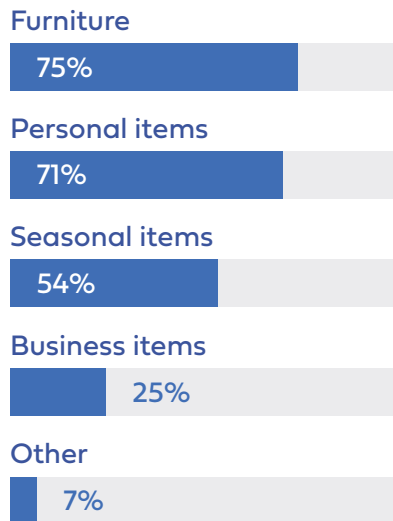 Furniture
75%
Personal items
71%
Seasonal items
54%
Business items
25%
Other
7%